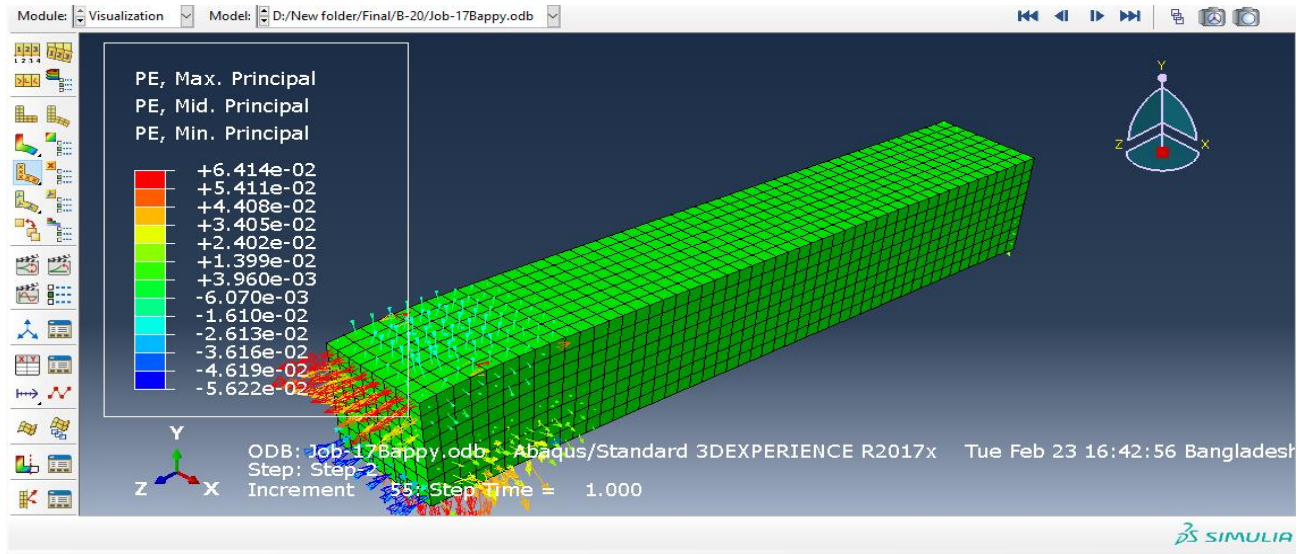 Module: Visualization Model: D:/New folder/Final/B-20/Job-17Bappy.odb
PE, Max. Principal
PE, Mid. Principal
PE, Min. Principal
+6.414e-02
+5.411e-02
+4.408e-02
+3.405e-02
+2.402e-02
+1.399e-02
+3.960e-03
-6.070e-03
-1.610e-02
-2.613e-02
-3.616e-02
-4.619e-02
-5.622e-02
Y
Z X
Y
Z X
ODB: Job-17Bappy.odb Abaqus/Standard 3DEXPERIENCE R2017x Tue Feb 23 16:42:56 Bangladesh
Step: Step-2
Increment 55: Step Time = 1.000
SIMULIA